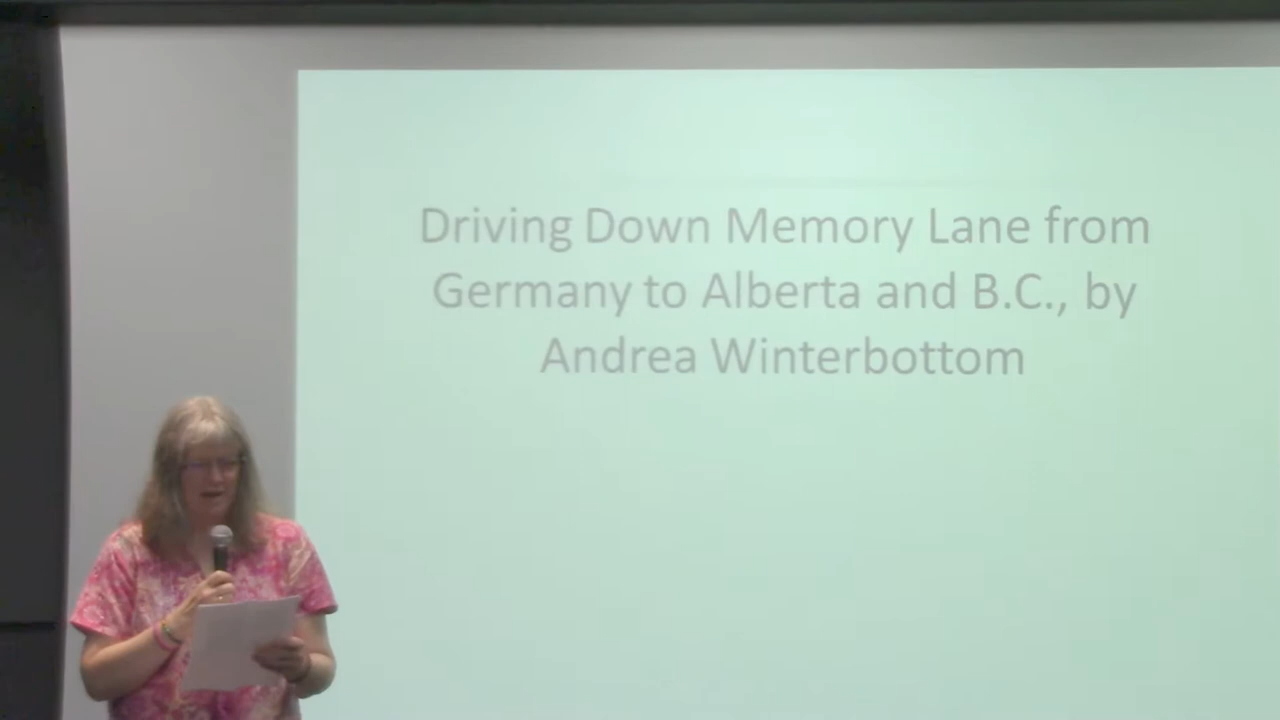 Driving Down Memory Lane from
Germany to Alberta and B.C., by
Andrea Winterbottom